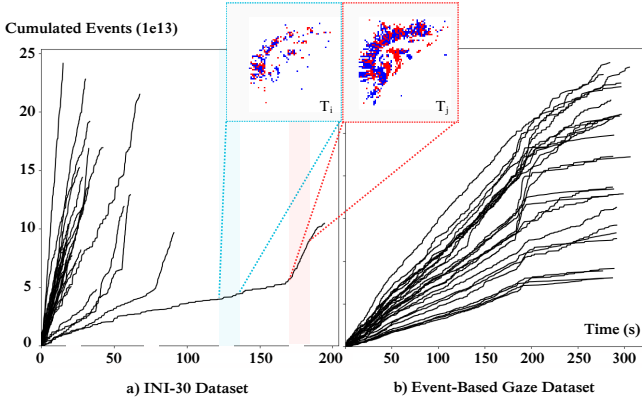 Cumulated Events (1e13)
25
20
15
10
5
0
T_i
T_j
0 50 100 150 200
50 100 150 200 250 300
Time (s)
a) INI-30 Dataset
b) Event-Based Gaze Dataset